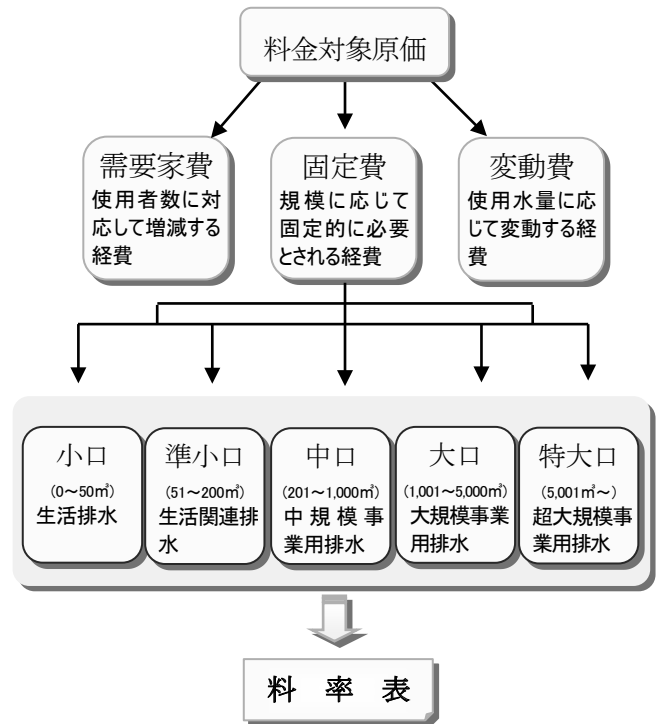 料金対象原価
需要家費
使用者数に対
応して増減する
経費
固定費
規模に応じて
固定的に必要
とされる経費
変動費
使用水量に応
じて変動する経
費
小口
(0～50㎥)
生活排水
準小口
(51～200㎥)
生活関連排
水
中口
(201～1,000㎥)
中規模事
業用排水
大口
(1,001～5,000㎥)
大規模事業
用排水
特大口
(5,001㎥～)
超大規模事
業用排水
料率表